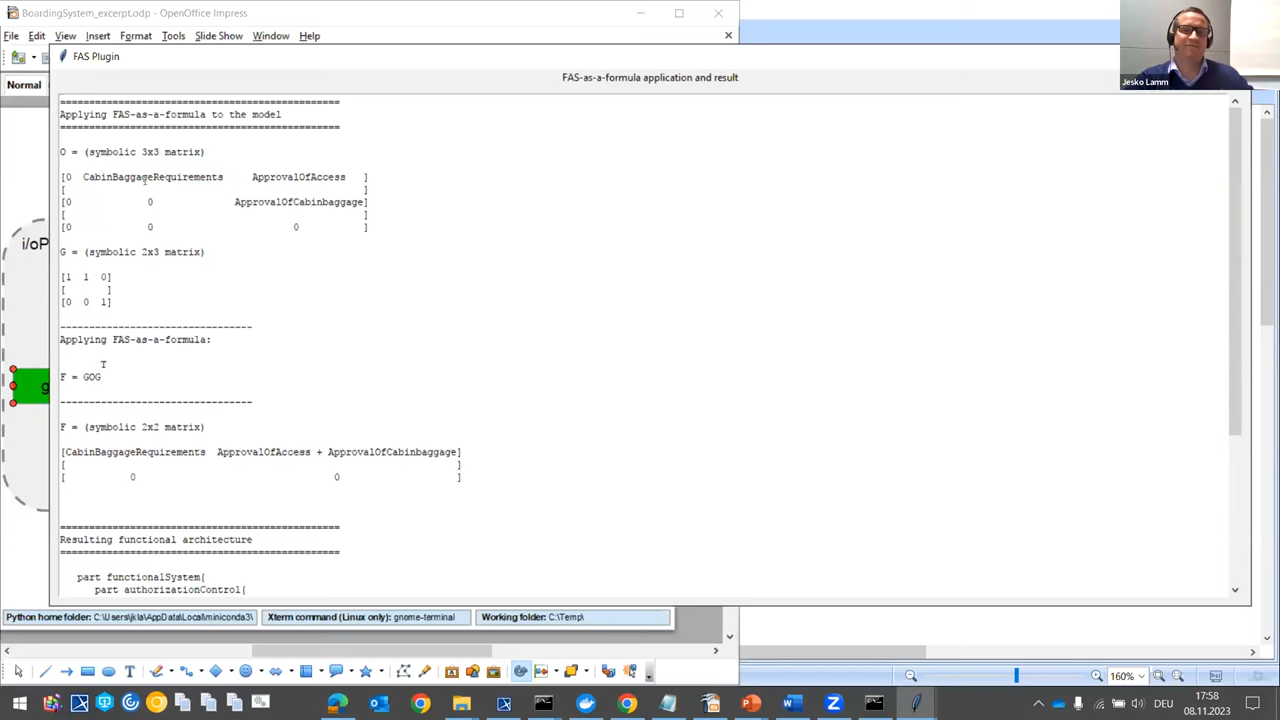 BoardingSystem_excerpt.odp - OpenOffice Impress
File Edit View Insert Format Tools Slide Show Window Help
FAS Plugin
Jesko Lamm
FAS-as-a-formula application and result
Normal
===============================================
Applying FAS-as-a-formula to the model
===============================================
O = (symbolic 3x3 matrix)
[0 CabinBaggageRequirements ApprovalOfAccess ]
[ ]
[0 0 ApprovalOfCabinbaggage]
[ ]
[0 0 0 ]
i/oP
G = (symbolic 2x3 matrix)
[1 1 0]
[ ]
[0 0 1]
---------------------------------
Applying FAS-as-a-formula:
T
F = GOG
g
---------------------------------
F = (symbolic 2x2 matrix)
[CabinBaggageRequirements ApprovalOfAccess + ApprovalOfCabinbaggage]
[ ]
[ 0 0 ]
===============================================
Resulting functional architecture
===============================================
part functionalSystem{
part authorizationControl{
Python home folder: C:\Users\jkla\AppData\Local\miniconda3\ Xterm command (Linux only): gnome-terminal Working folder: C:\Temp\
160%
DEU 17:58
08.11.2023